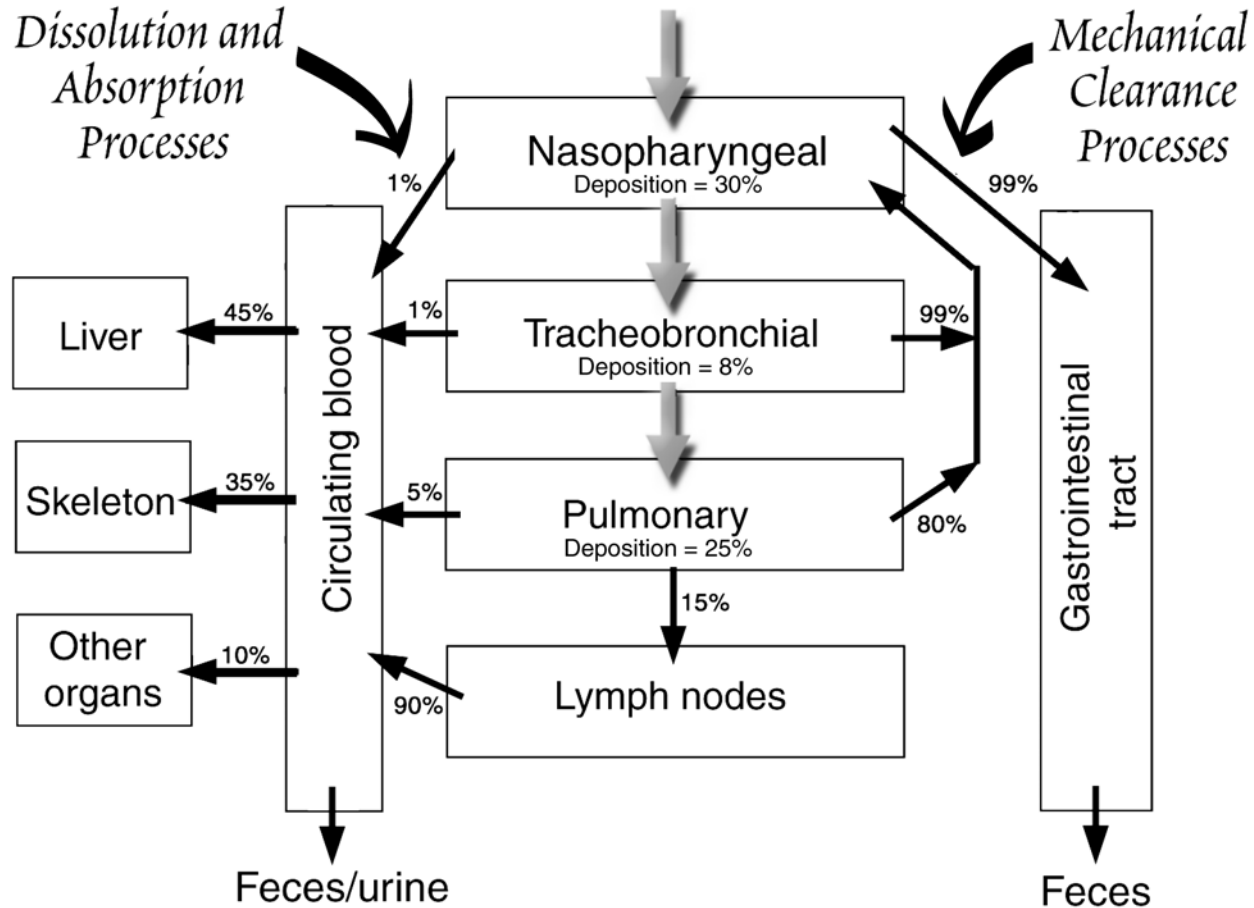 Dissolution and
Absorption
Processes
Mechanical
Clearance
Processes
Nasopharyngeal
Deposition = 30%
1%
99%
Tracheobronchial
Deposition = 8%
1%
99%
Pulmonary
Deposition = 25%
5%
80%
15%
Lymph nodes
90%
Circulating blood
Liver
45%
Skeleton
35%
Other
organs
10%
Gastrointestinal
tract
Feces/urine
Feces